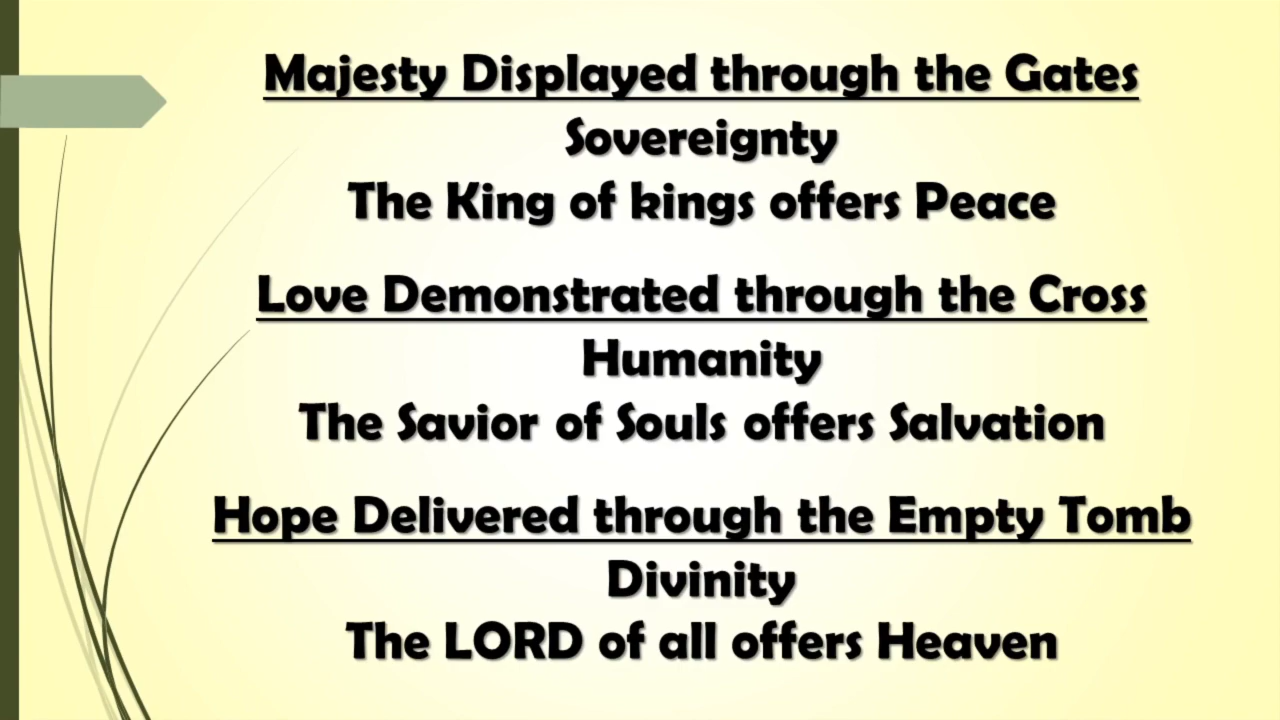 Majesty Displayed through the Gates
Sovereignty
The King of kings offers Peace
Love Demonstrated through the Cross
Humanity
The Savior of Souls offers Salvation
Hope Delivered through the Empty Tomb
Divinity
The LORD of all offers Heaven